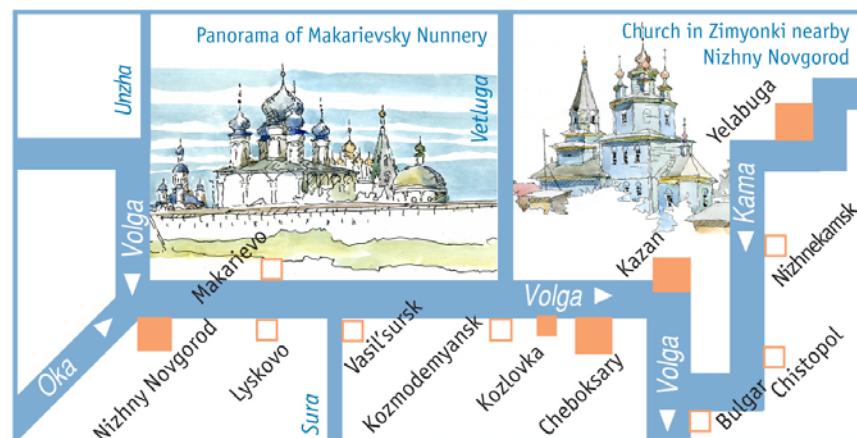 Panorama of Makarievsky Nunnery
Church in Zimyonki nearby
Nizhny Novgorod
Unzha
Vetluga
Yelabuga
Volga
Kama
Makarievo
Kazan
Nizhnekamsk
Volga
Oka
Nizhny Novgorod
Lyskovo
Sura
Vasil'sursk
Kozmodemyansk
Kozlovka
Cheboksary
Volga
Bulgar
Chistopol